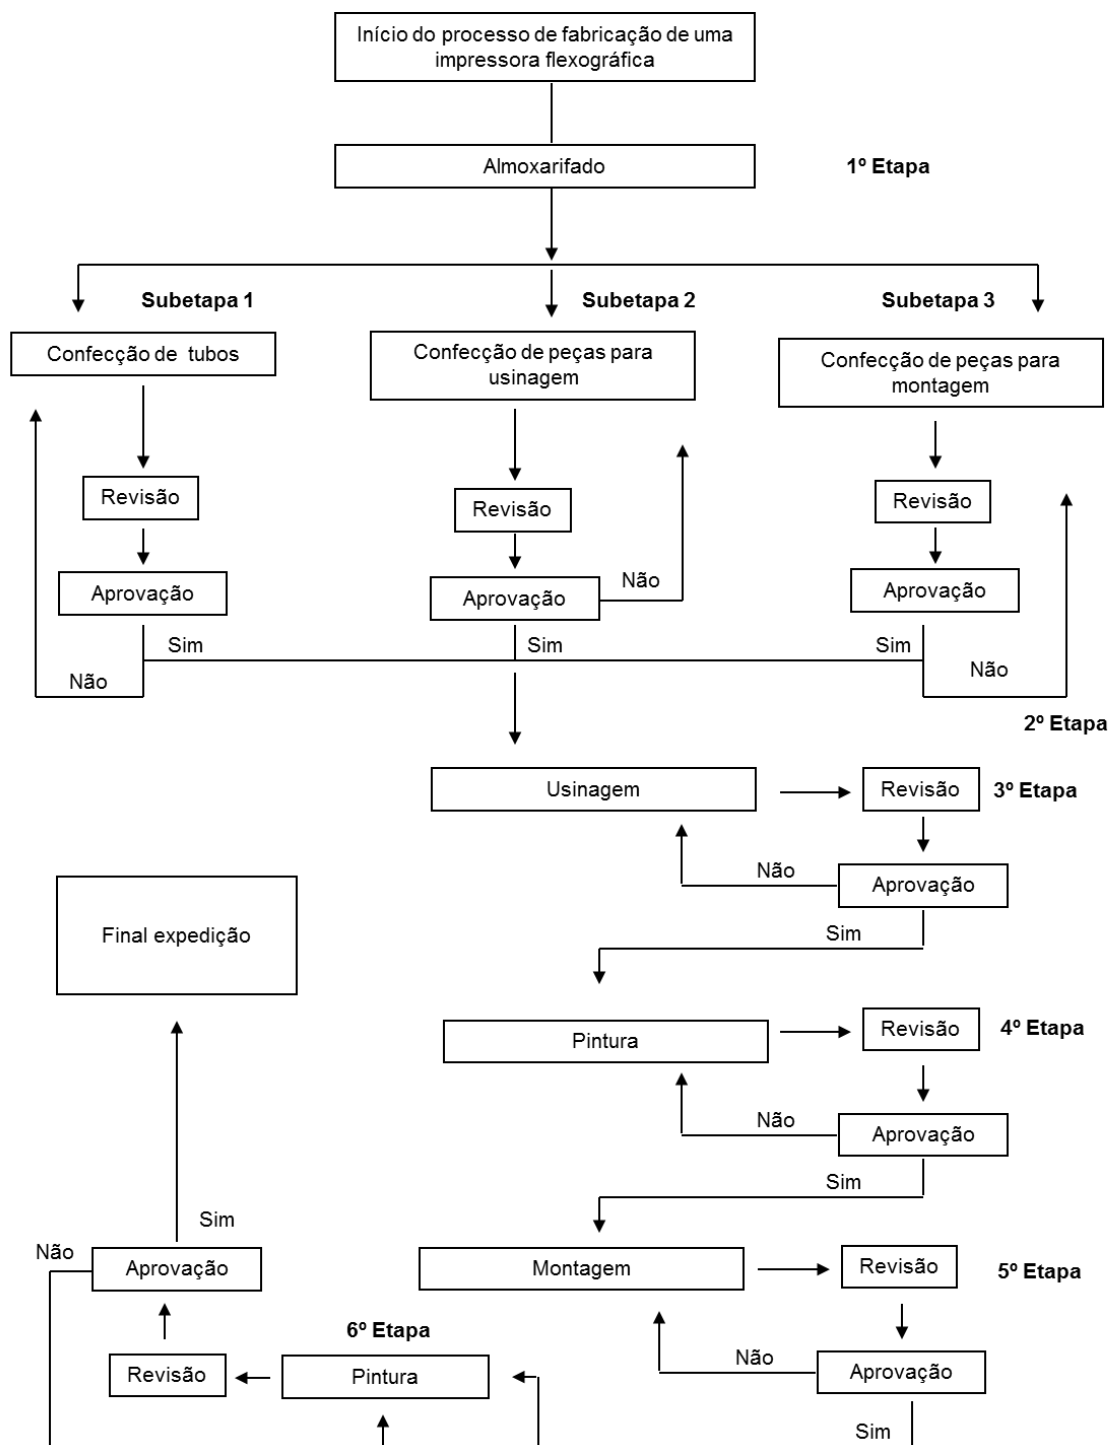 Início do processo de fabricação de uma
impressora flexográfica
Almoxarifado
1º Etapa
Subetapa 1
Subetapa 2
Subetapa 3
Confecção de tubos
Confecção de peças para
usinagem
Confecção de peças para
montagem
Revisão
Revisão
Revisão
Aprovação
Aprovação
Não
Aprovação
Sim
Sim
Sim
Não
Não
2º Etapa
Usinagem
Revisão
3º Etapa
Não
Aprovação
Sim
Final expedição
Pintura
Revisão
4º Etapa
Não
Aprovação
Sim
Montagem
Revisão
5º Etapa
Não
Aprovação
Sim
6º Etapa
Pintura
Revisão
Aprovação
Não
Sim